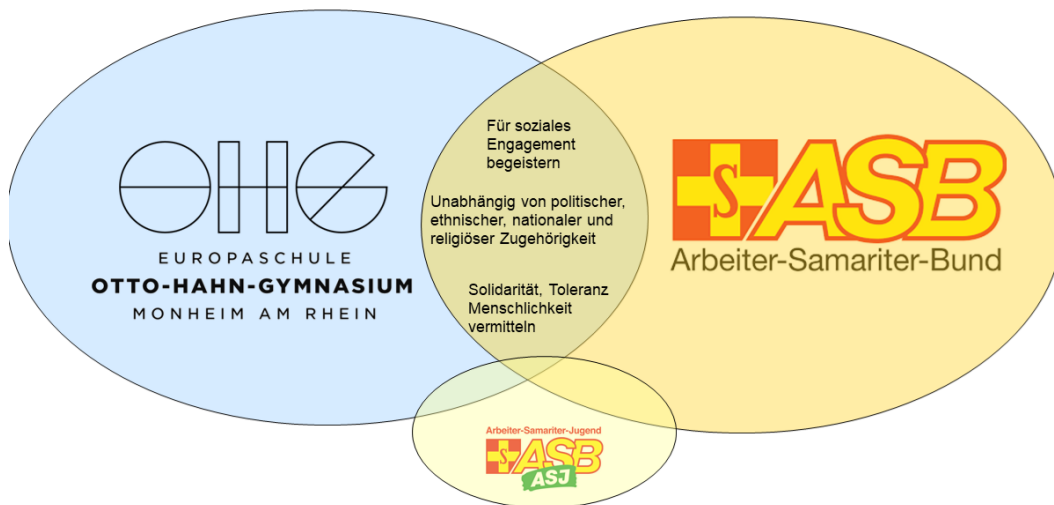 OHG
EUROPASCHULE
OTTO-HAHN-GYMNASIUM
MONHEIM AM RHEIN
Für soziales
Engagement
begeistern
Unabhängig von politischer,
ethnischer, nationaler und
religiöser Zugehörigkeit
Solidarität, Toleranz
Menschlichkeit
vermitteln
S ASB
Arbeiter-Samariter-Bund
Arbeiter-Samariter-Jugend
S ASB
ASJ